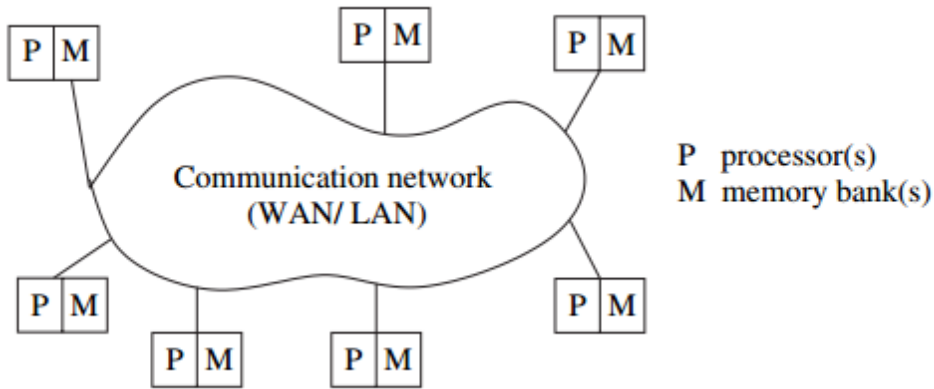 P M
P M
P M
P processor(s)
M memory bank(s)
Communication network
(WAN/ LAN)
P M
P M
P M
P M